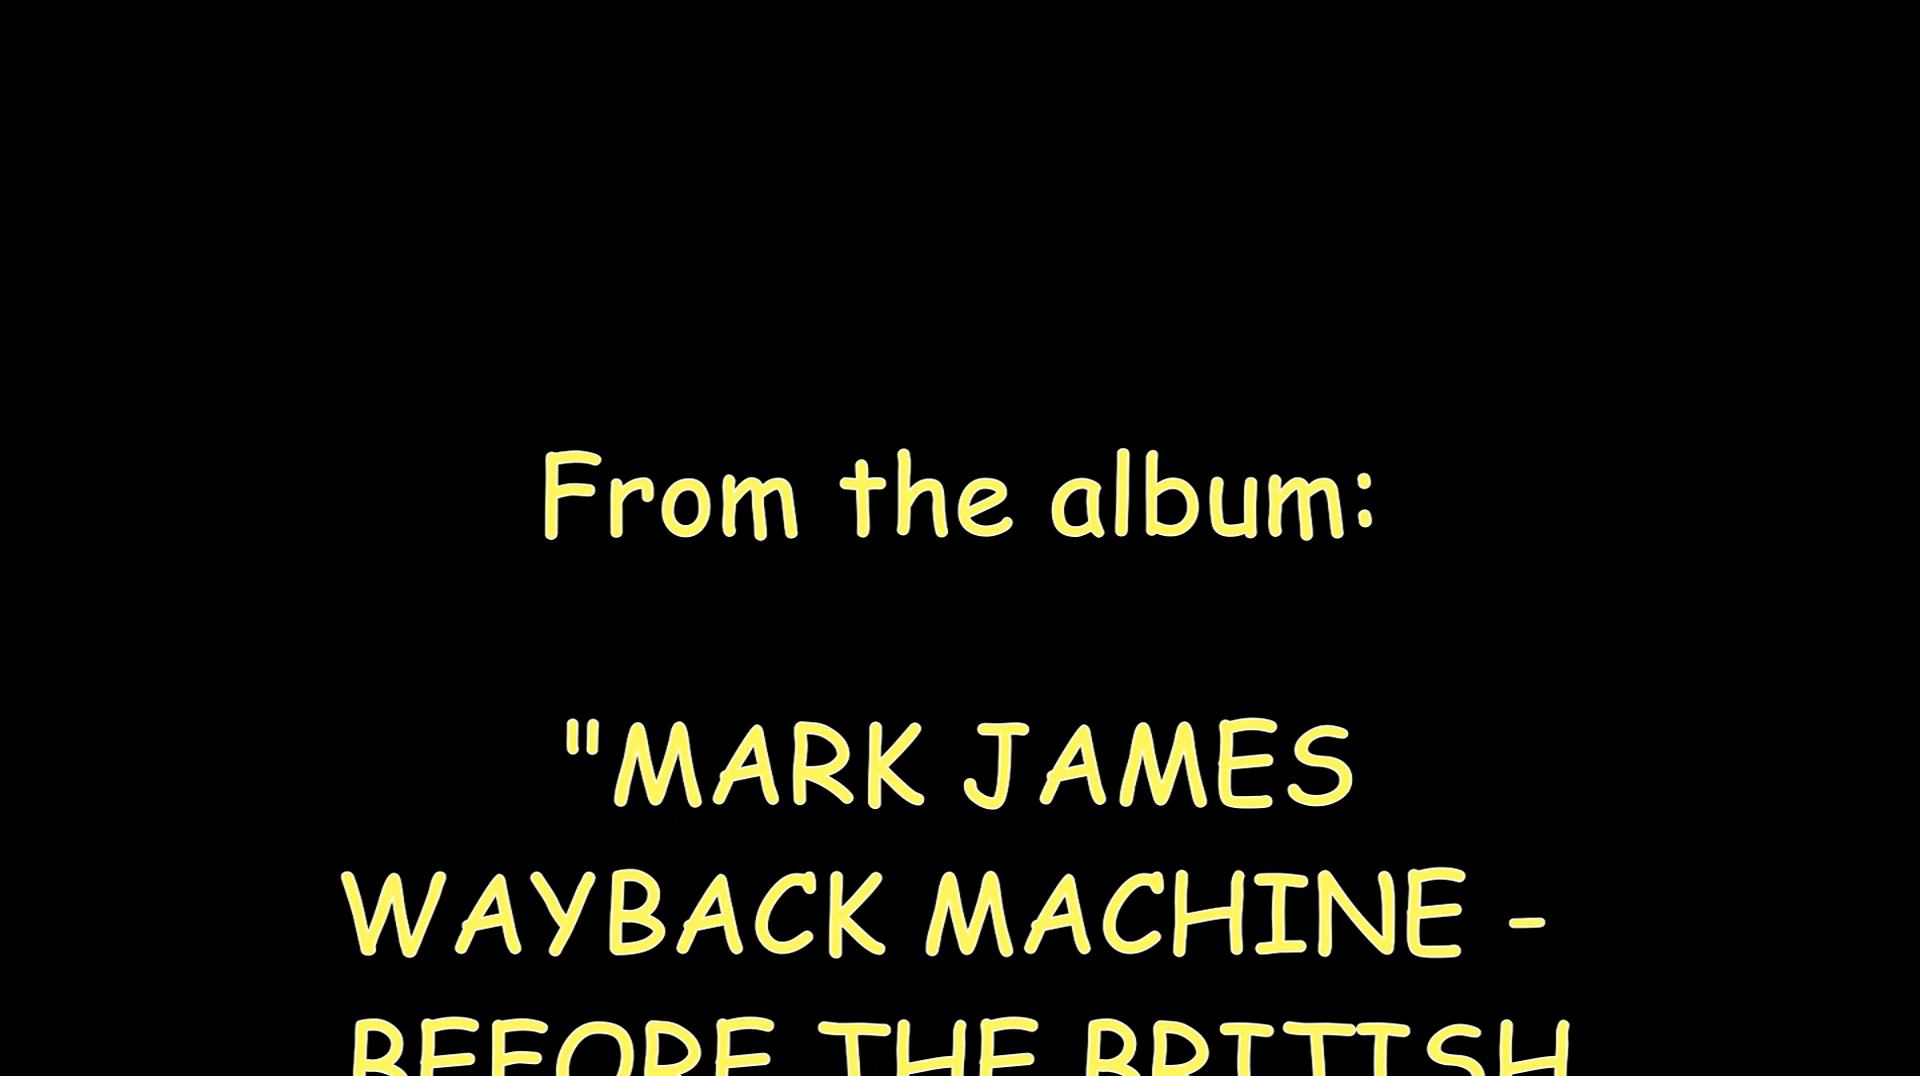 From the album:
"MARK JAMES
WAYBACK MACHINE -
BEFORE THE BRITISH